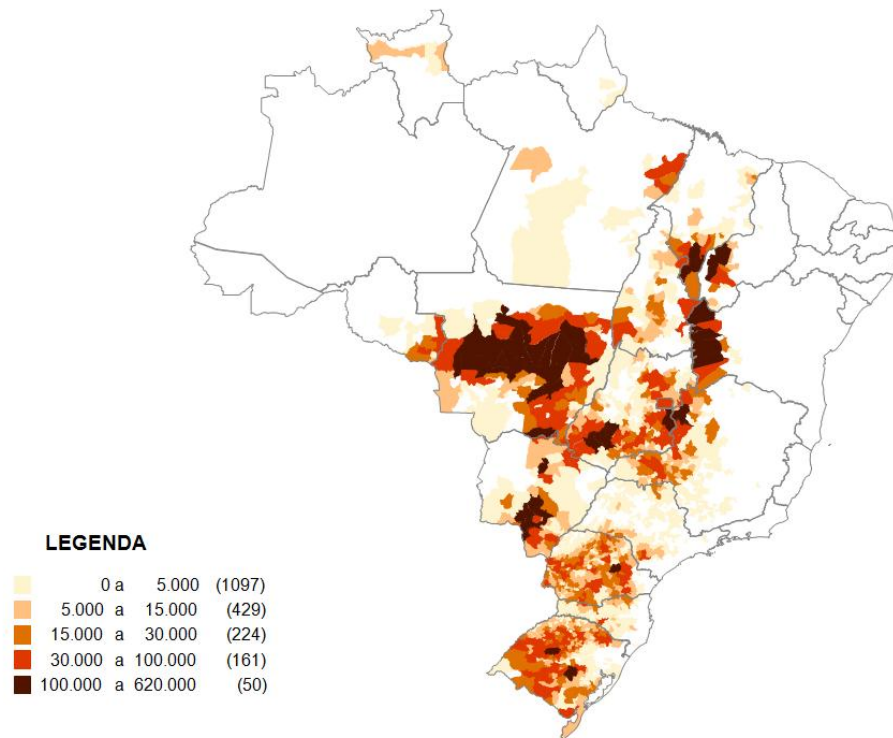 LEGENDA
0 a 5.000 (1097)
5.000 a 15.000 (429)
15.000 a 30.000 (224)
30.000 a 100.000 (161)
100.000 a 620.000 (50)